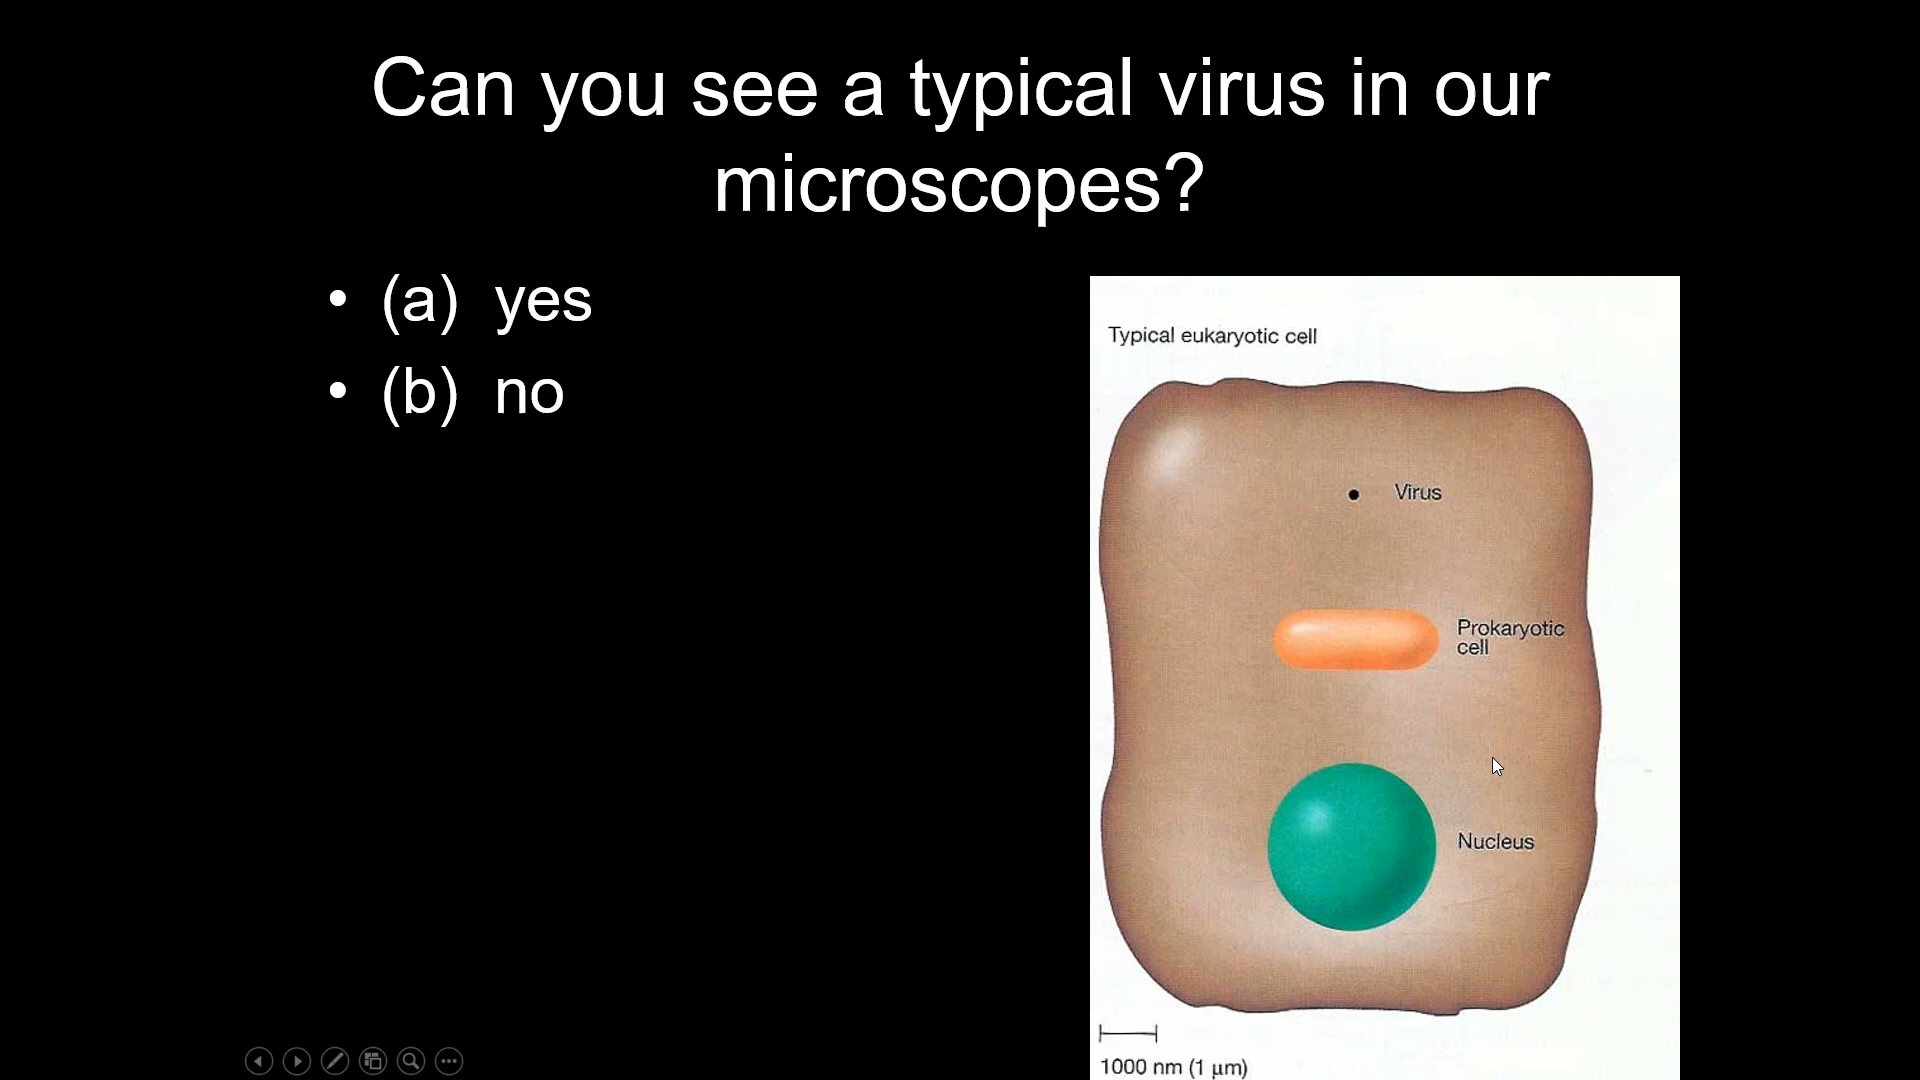 Can you see a typical virus in our
microscopes?
• (a) yes
• (b) no
Typical eukaryotic cell
Virus
Prokaryotic
cell
Nucleus
1000 nm (1 μm)